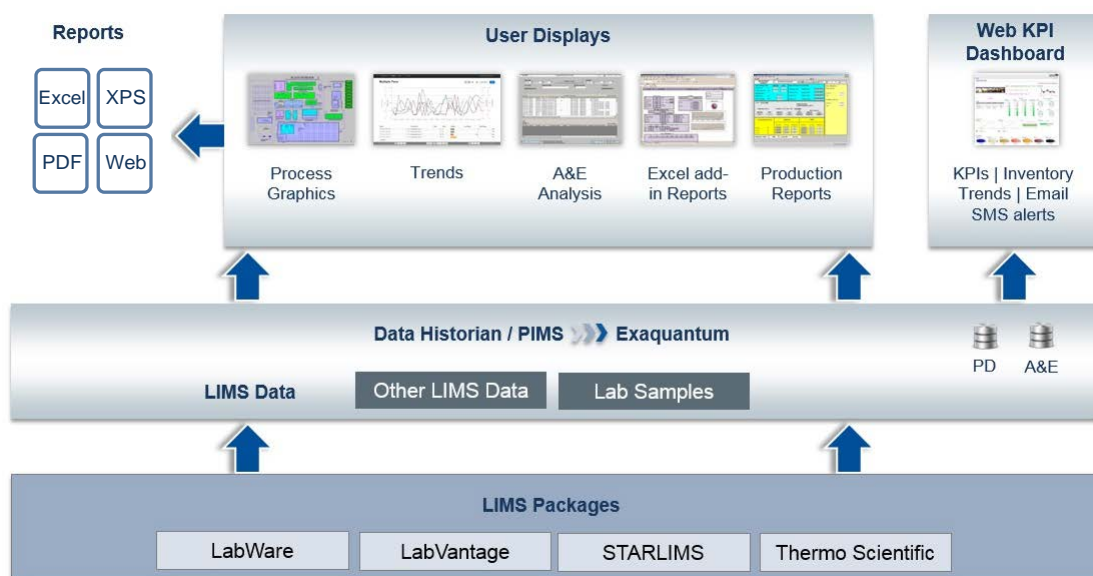 Reports
Excel
XPS
PDF
Web
User Displays
Process
Graphics
Trends
A&E
Analysis
Excel add-
in Reports
Production
Reports
Web KPI
Dashboard
KPIs | Inventory
Trends | Email
SMS alerts
Data Historian / PIMS
Exaquantum
PD
A&E
LIMS Data
Other LIMS Data
Lab Samples
LIMS Packages
LabWare
LabVantage
STARLIMS
Thermo Scientific